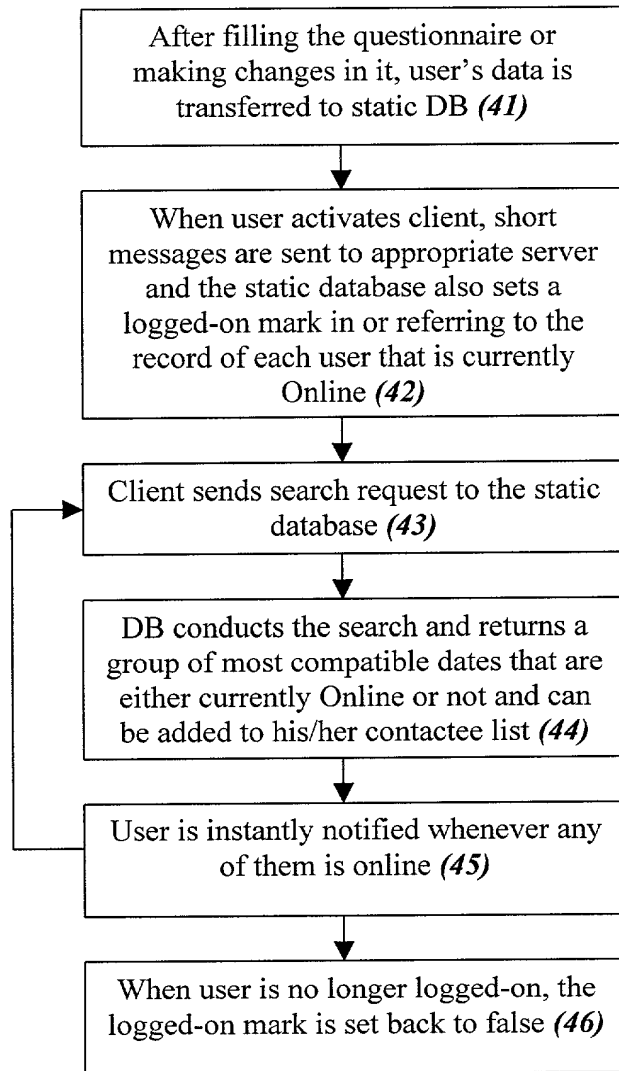 After filling the questionnaire or
making changes in it, user's data is
transferred to static DB (41)
When user activates client, short
messages are sent to appropriate server
and the static database also sets a
logged-on mark in or referring to the
record of each user that is currently
Online (42)
Client sends search request to the static
database (43)
DB conducts the search and returns a
group of most compatible dates that are
either currently Online or not and can
be added to his/her contactee list (44)
User is instantly notified whenever any
of them is online (45)
When user is no longer logged-on, the
logged-on mark is set back to false (46)